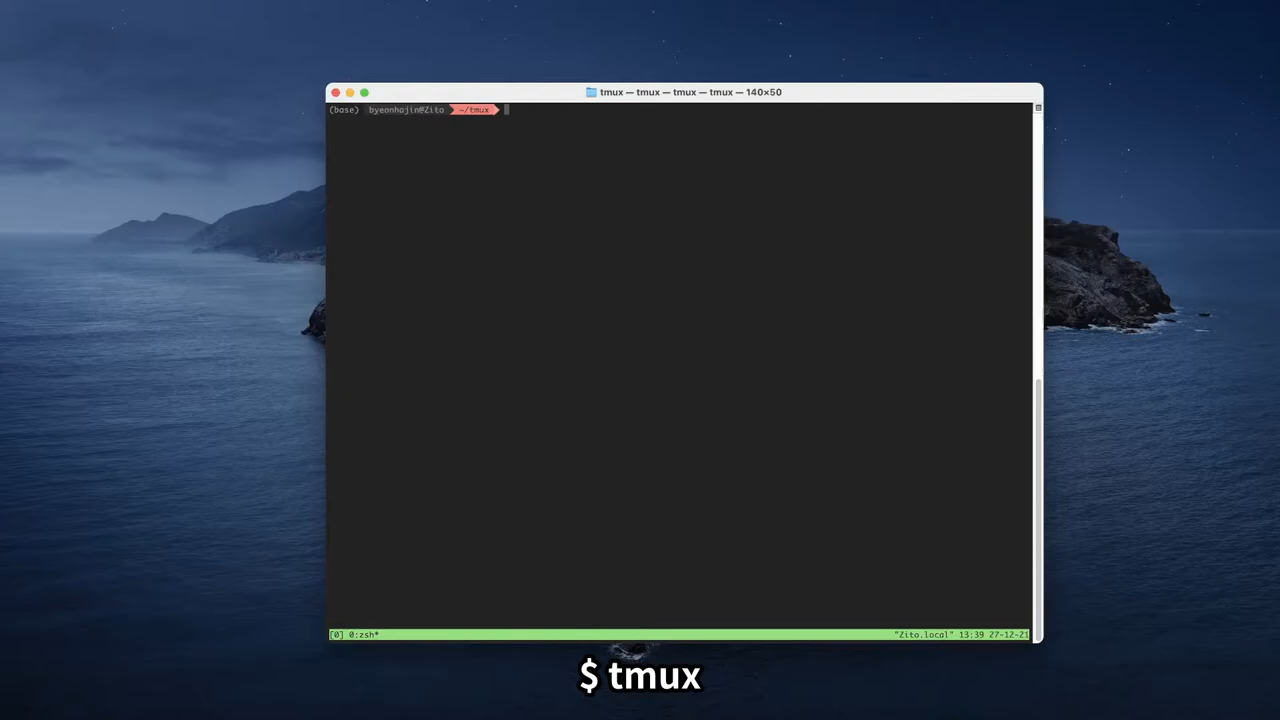 tmux — tmux — tmux — tmux — 140×50
(base) byeonhajin@Zito ~/tmux
[0] 0:zsh* "Zito.local" 13:39 27-12-21
$ tmux